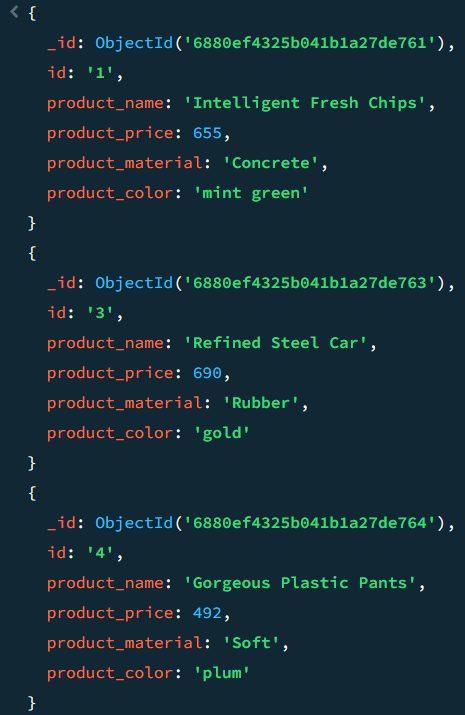 {
_id: ObjectId('6880ef4325b041b1a27de761'),
id: '1',
product_name: 'Intelligent Fresh Chips',
product_price: 655,
product_material: 'Concrete',
product_color: 'mint green'
}
{
_id: ObjectId('6880ef4325b041b1a27de763'),
id: '3',
product_name: 'Refined Steel Car',
product_price: 690,
product_material: 'Rubber',
product_color: 'gold'
}
{
_id: ObjectId('6880ef4325b041b1a27de764'),
id: '4',
product_name: 'Gorgeous Plastic Pants',
product_price: 492,
product_material: 'Soft',
product_color: 'plum'
}